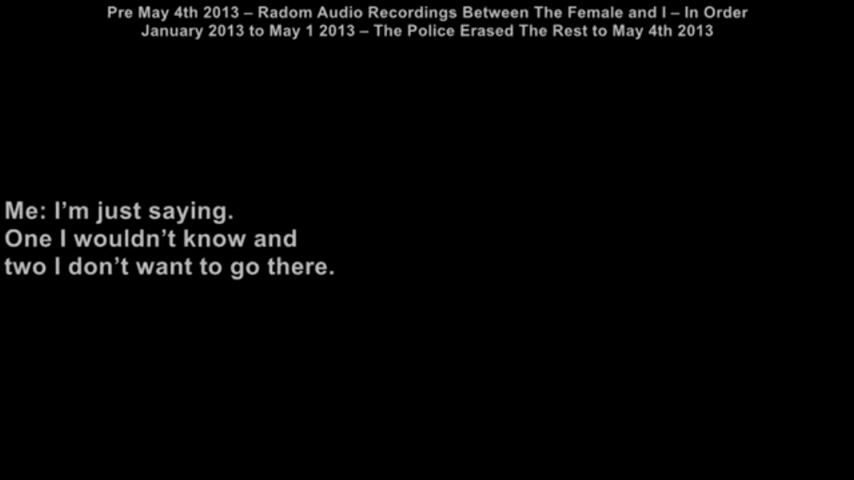 Pre May 4th 2013 – Radom Audio Recordings Between The Female and I – In Order
January 2013 to May 1 2013 – The Police Erased The Rest to May 4th 2013
Me: I’m just saying.
One I wouldn’t know and
two I don’t want to go there.